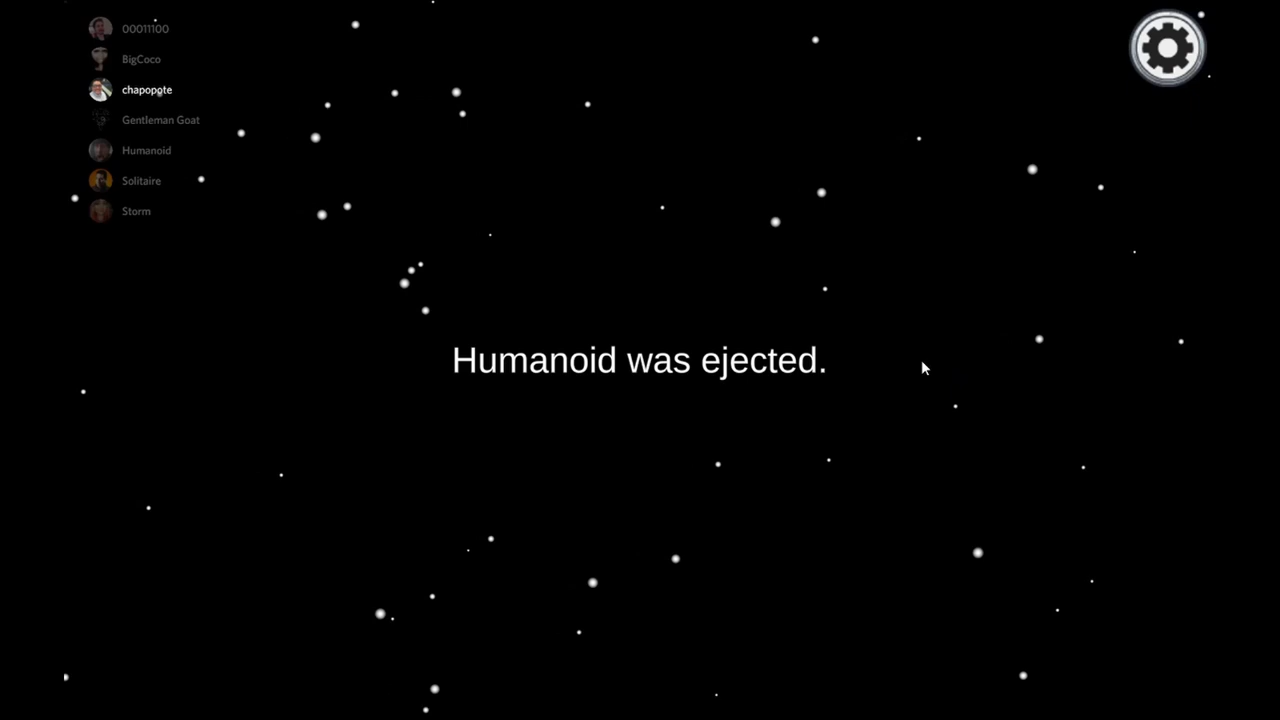 00011100
BigCoco
chapopote
Gentleman Goat
Humanoid
Solitaire
Storm
Humanoid was ejected.